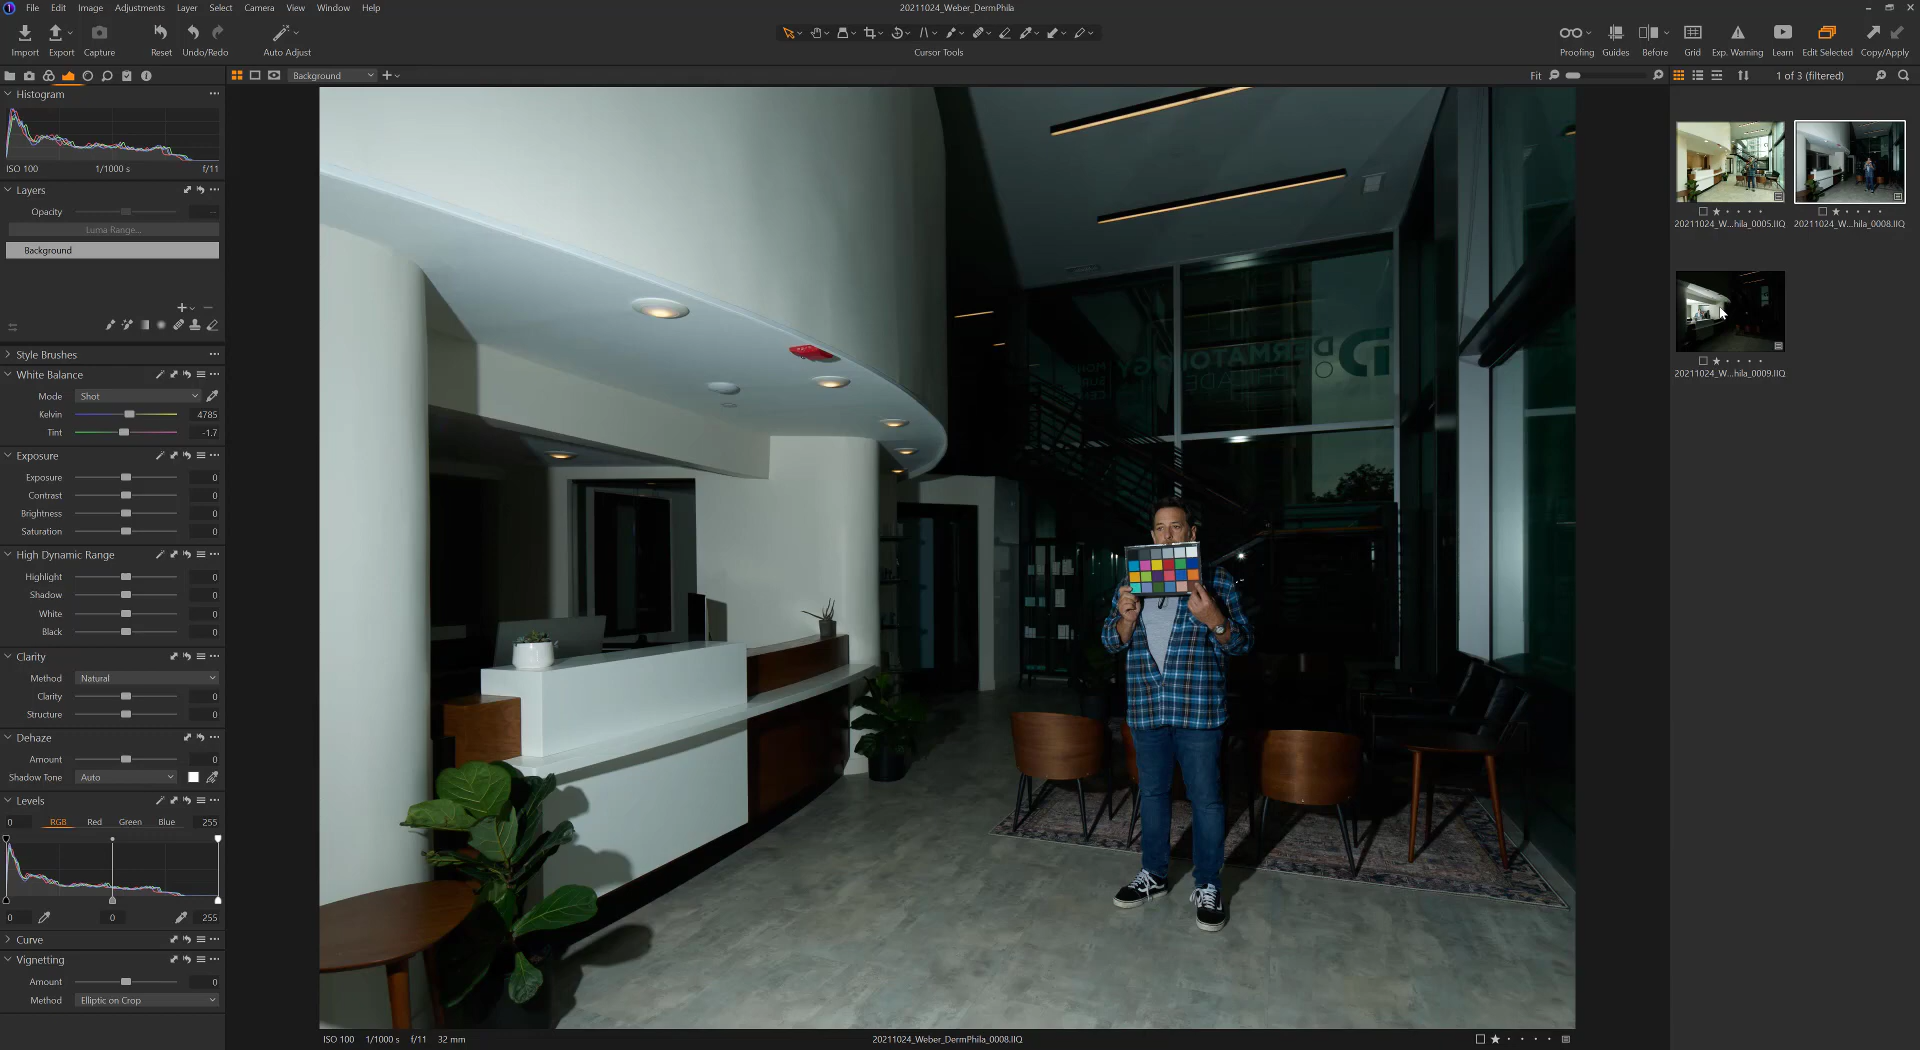 File Edit Image Adjustments Layer Select Camera View Window Help
20211024_Weber_DermPhila
Import Export Capture Reset Undo/Redo Auto Adjust
Cursor Tools
Proofing Guides Before Grid Exp. Warning Learn Edit Selected Copy/Apply
Background
Fit
1 of 3 (filtered)
Histogram
ISO 100 1/1000 s f/11
Layers
Opacity
Luma Range...
Background
Style Brushes
White Balance
Mode Shot
Kelvin 4785
Tint -1.7
Exposure
Exposure 0
Contrast 0
Brightness 0
Saturation 0
High Dynamic Range
Highlight 0
Shadow 0
White 0
Black 0
Clarity
Method Natural
Clarity 0
Structure 0
Dehaze
Amount 0
Shadow Tone Auto
Levels
0 RGB Red Green Blue 255
0 0 255
Curve
Vignetting
Amount 0
Method Elliptic on Crop
DERMATOLOGY
20211024_W...hila_0005.IIQ
20211024_W...hila_0008.IIQ
20211024_W...hila_0009.IIQ
ISO 100 1/1000 s f/11 32 mm
20211024_Weber_DermPhila_0008.IIQ